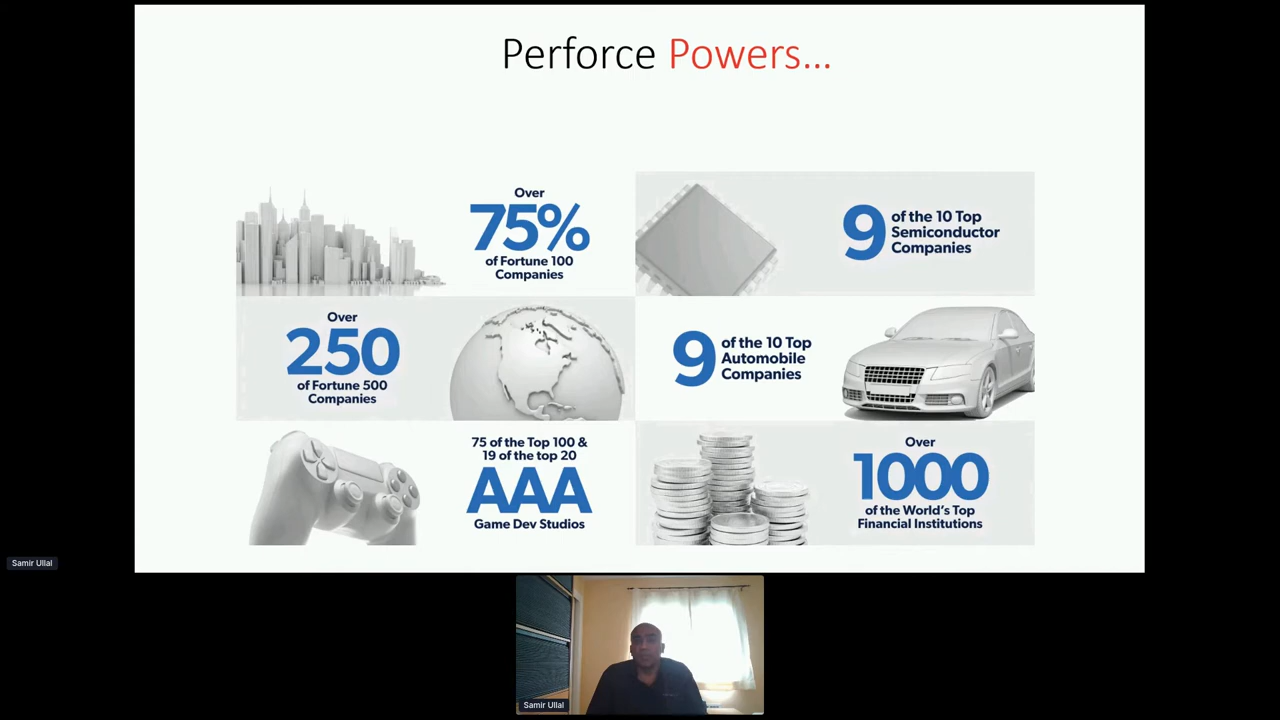 Perforce Powers...
Over
75%
of Fortune 100
Companies
9
of the 10 Top
Semiconductor
Companies
Over
250
of Fortune 500
Companies
9
of the 10 Top
Automobile
Companies
75 of the Top 100 &
19 of the top 20
AAA
Game Dev Studios
Over
1000
of the World's Top
Financial Institutions
Samir Ullal
Samir Ullal